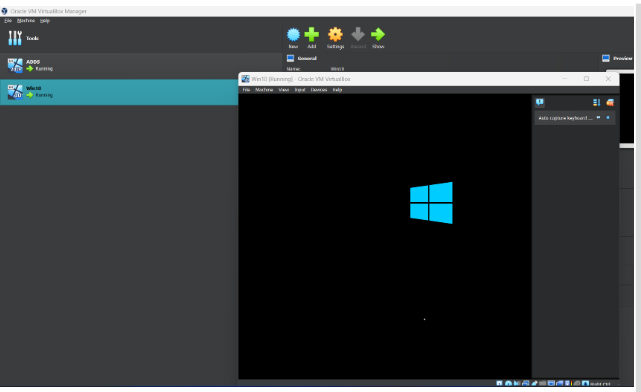 Oracle VM VirtualBox Manager
File Machine Help
Tools
New Add Settings Discard Show
ADDS
Running
General
Preview
Name: Win10
Win10
Running
Win10 [Running] - Oracle VM VirtualBox
File Machine View Input Devices Help
Auto capture keyboard ...
Right Ctrl